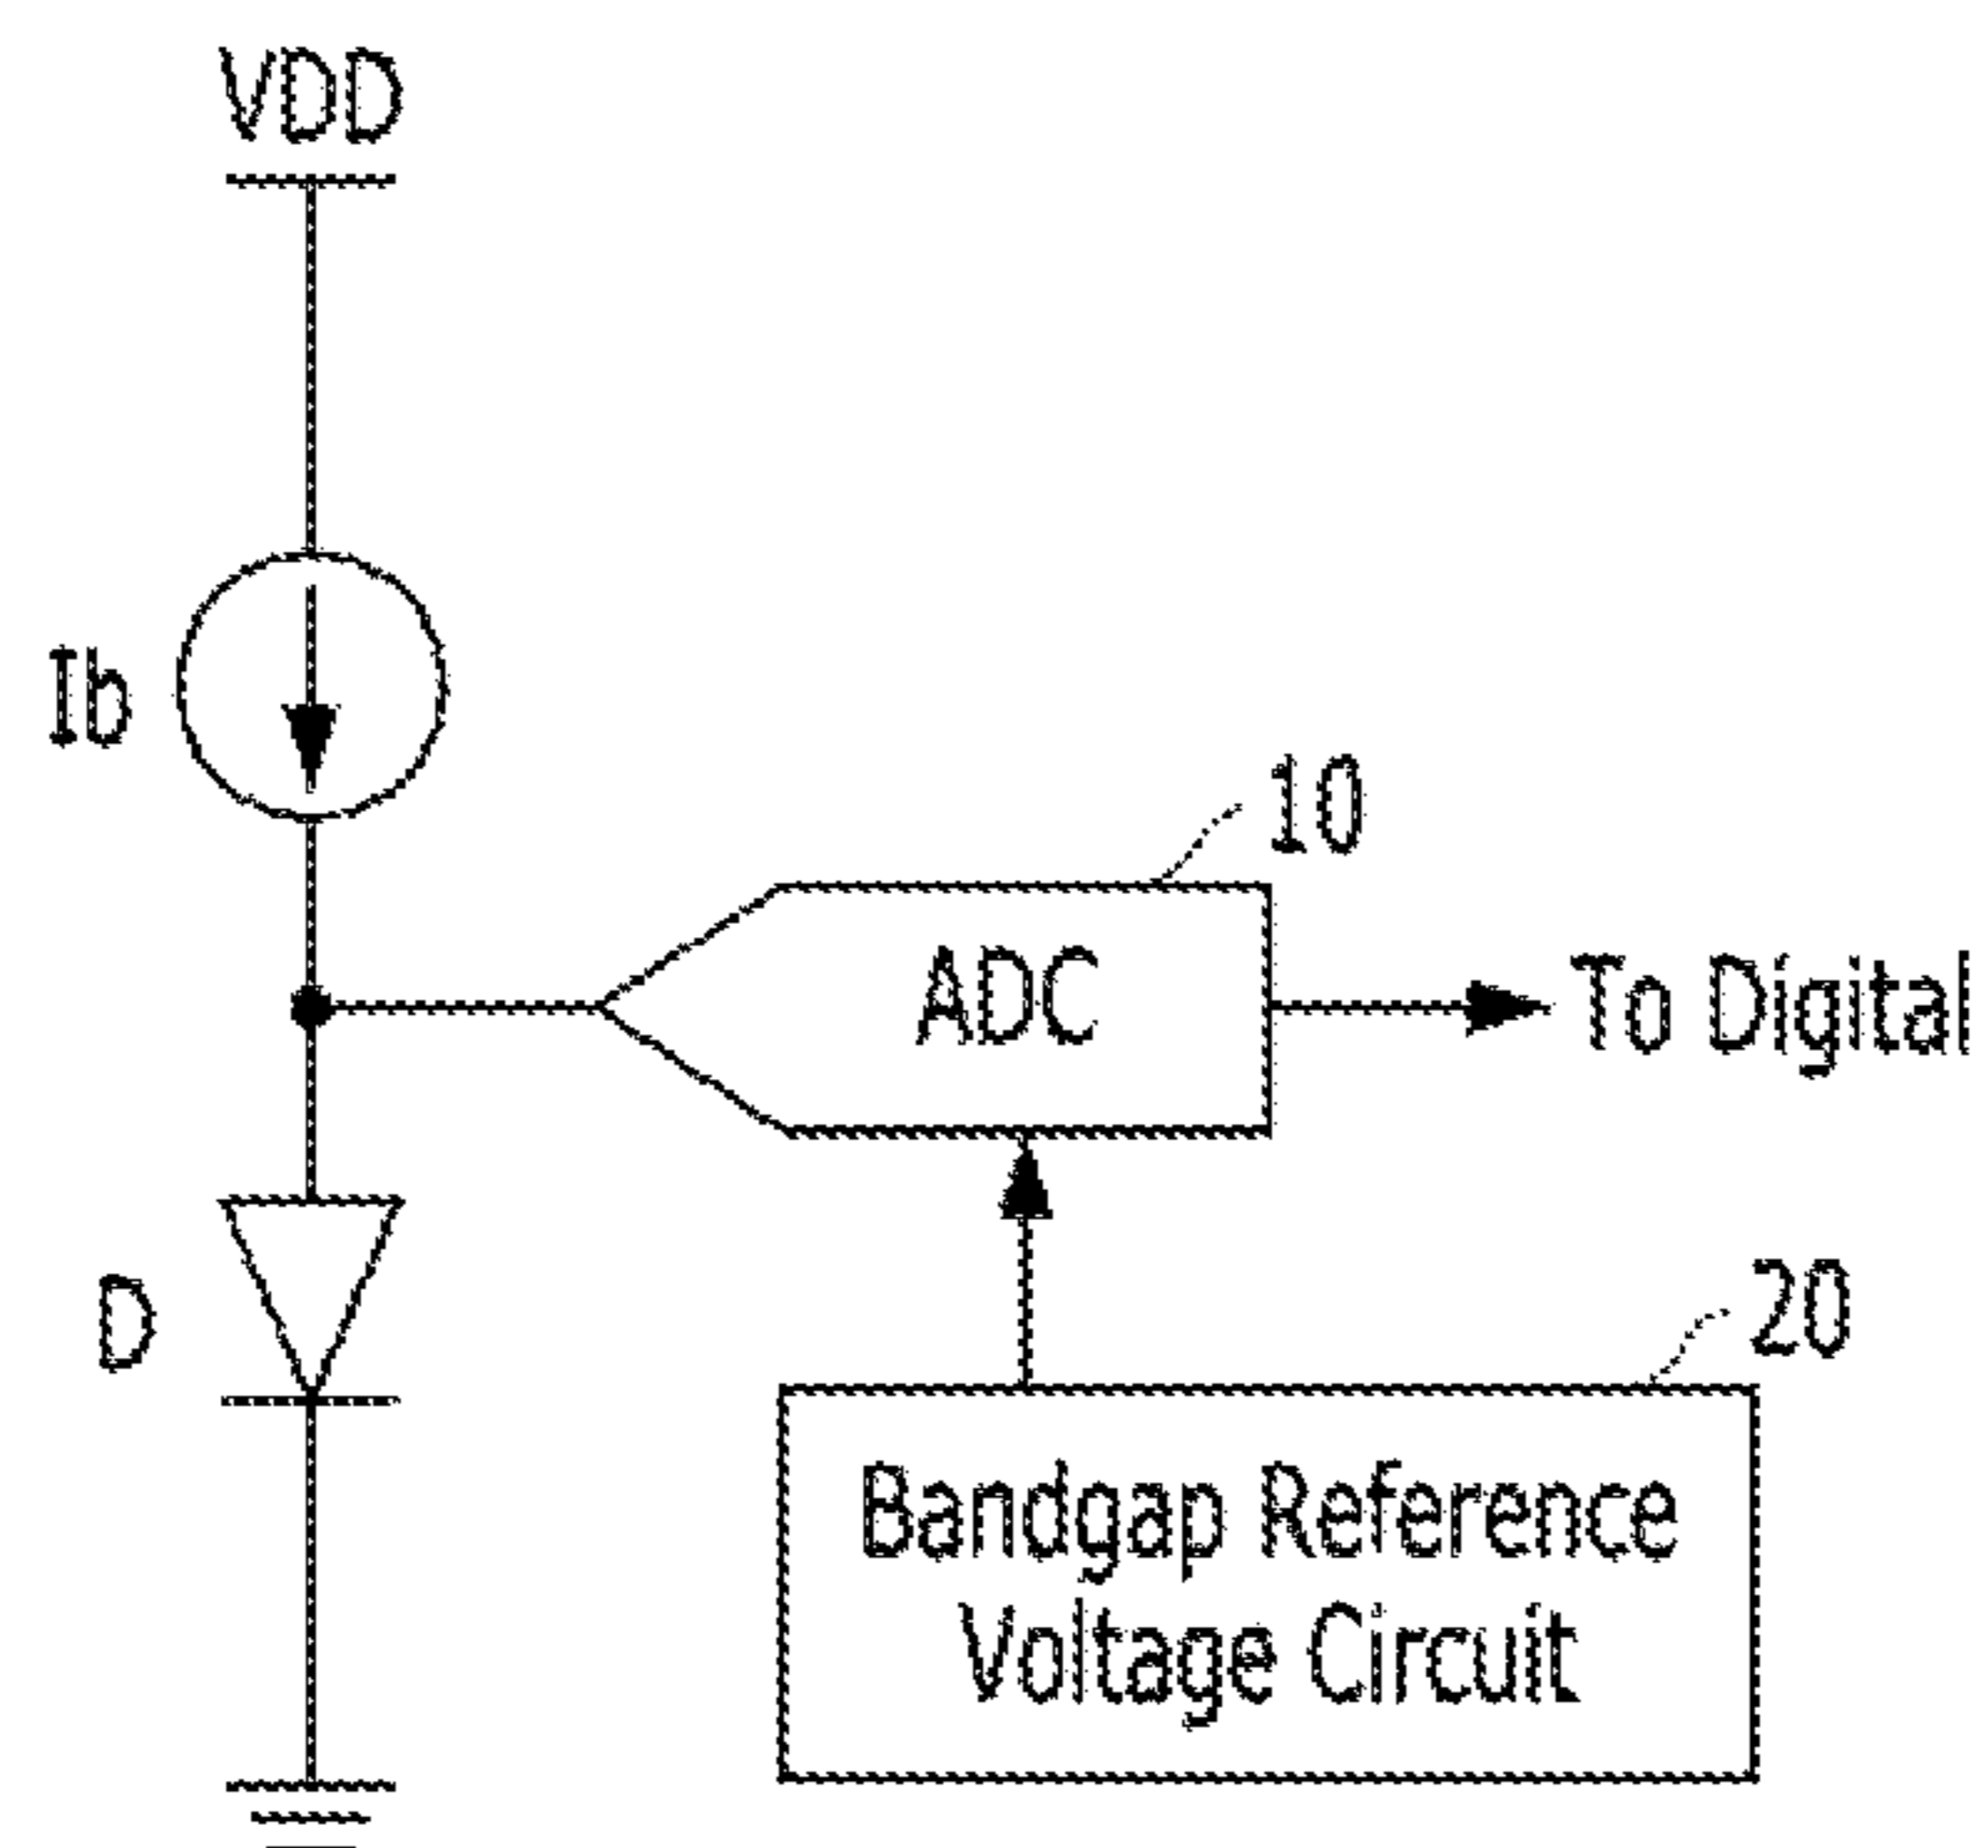 VDD
Ib
10
ADC
To Digital
D
20
Bandgap Reference
Voltage Circuit